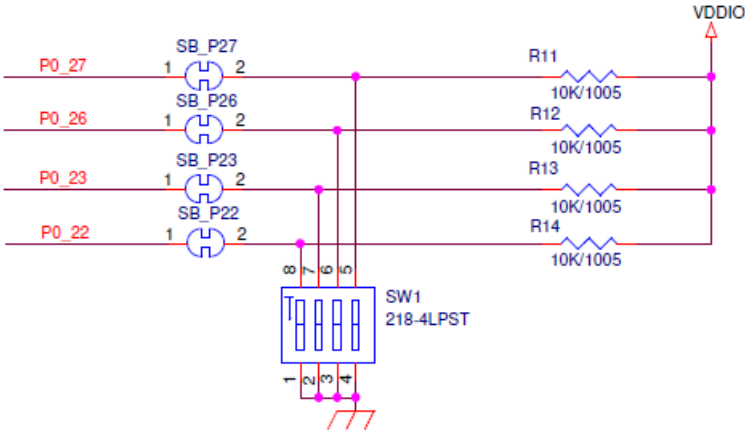 VDDIO
SB_P27
R11
P0_27
1
2
10K/1005
SB_P26
R12
P0_26
1
2
10K/1005
SB_P23
R13
P0_23
1
2
10K/1005
SB_P22
R14
P0_22
1
2
10K/1005
8
7
6
5
SW1
218-4LPST
1
2
3
4